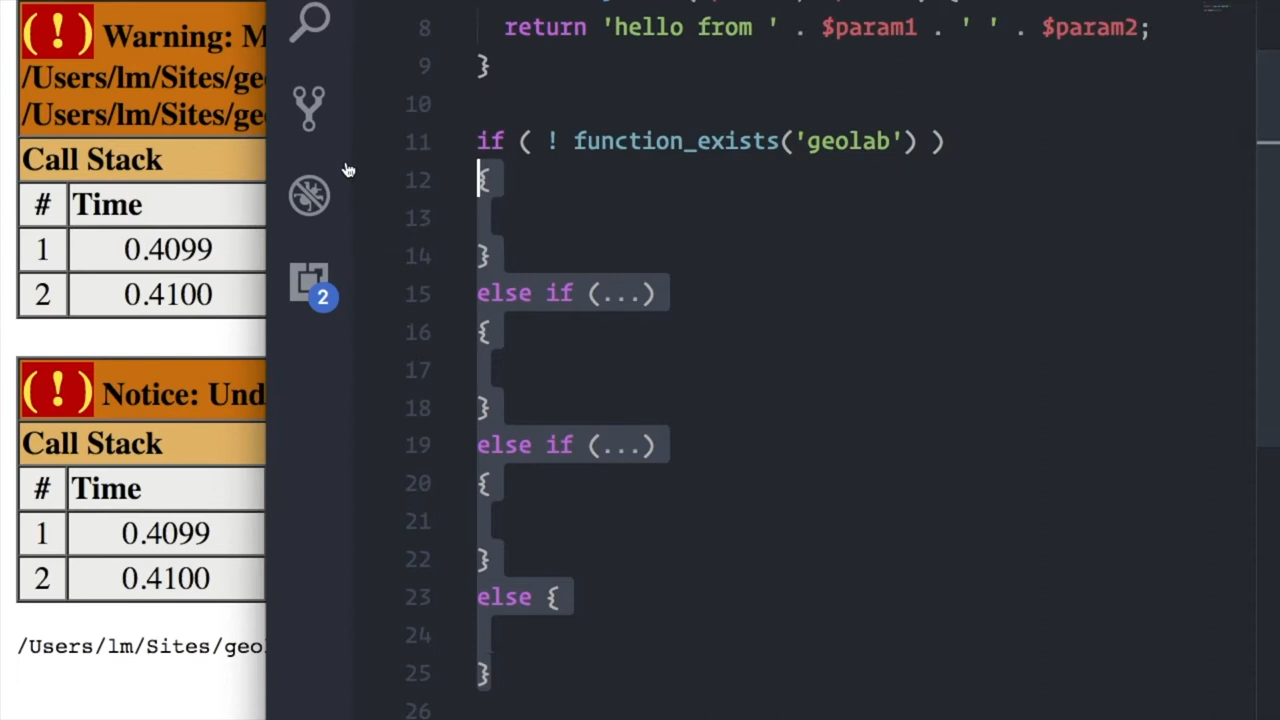 (!) Warning: M
/Users/lm/Sites/geo
/Users/lm/Sites/geo
Call Stack
# Time
1 0.4099
2 0.4100
(!) Notice: Und
Call Stack
# Time
1 0.4099
2 0.4100
/Users/lm/Sites/geo
2
8 return 'hello from ' . $param1 . ' ' . $param2;
9 }
10
11 if ( ! function_exists('geolab') )
12 {
13
14 }
15 else if (...)
16 {
17
18 }
19 else if (...)
20 {
21
22 }
23 else {
24
25 }
26